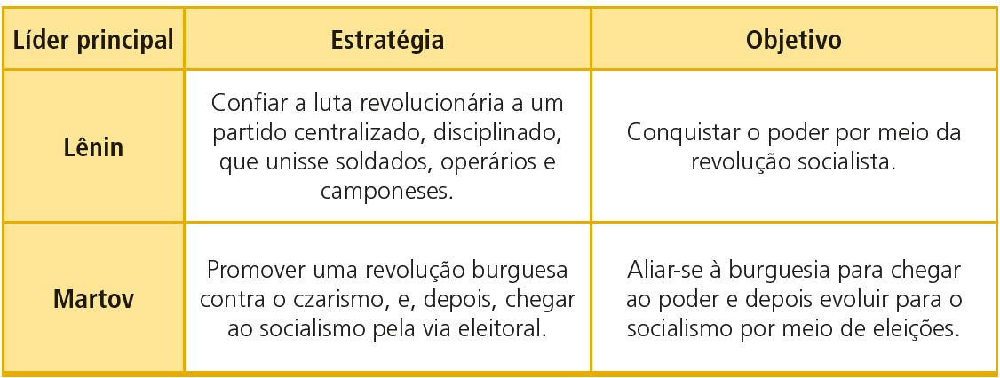 Líder principal
Estratégia
Objetivo
Lênin
Confiar a luta revolucionária a um
partido centralizado, disciplinado,
que unisse soldados, operários e
camponeses.
Conquistar o poder por meio da
revolução socialista.
Martov
Promover uma revolução burguesa
contra o czarismo, e, depois, chegar
ao socialismo pela via eleitoral.
Aliar-se à burguesia para chegar
ao poder e depois evoluir para o
socialismo por meio de eleições.